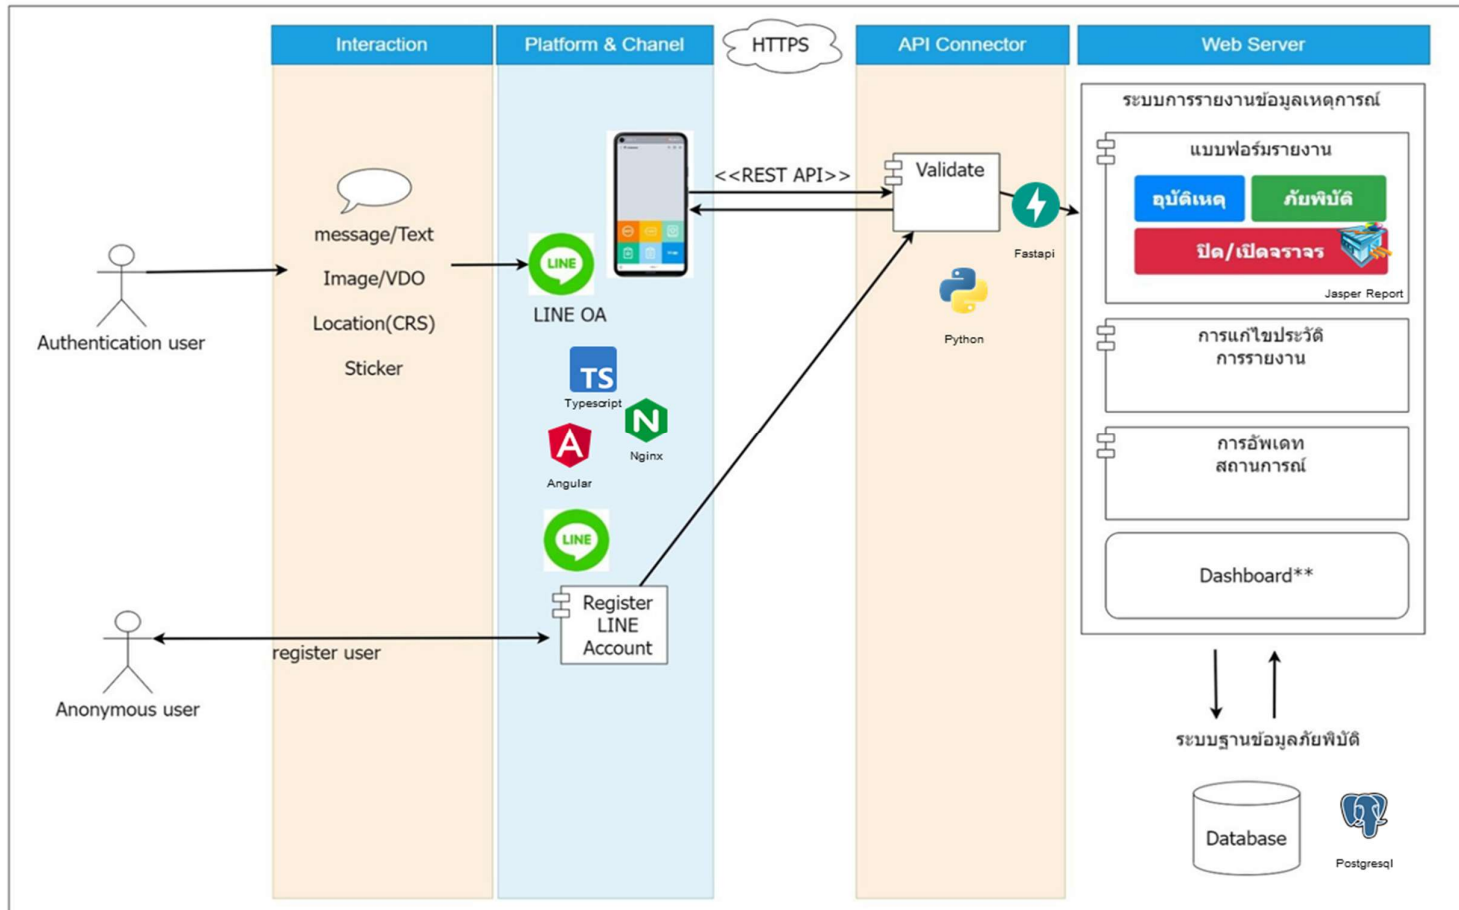 Interaction
Platform & Chanel
HTTPS
API Connector
Web Server
message/Text
Image/VDO
Location(CRS)
Sticker
Authentication user
LINE
LINE OA
TS
Typescript
N
Nginx
A
Angular
<<REST API>>
Validate
Fastapi
Python
ระบบการรายงานข้อมูลเหตุการณ์
แบบฟอร์มรายงาน
อุบัติเหตุ
ภัยพิบัติ
ปิด/เปิดจราจร
Jasper Report
การแก้ไขประวัติ
การรายงาน
การอัพเดท
สถานการณ์
Dashboard**
LINE
Register
LINE
Account
register user
Anonymous user
ระบบฐานข้อมูลภัยพิบัติ
Database
Postgresql